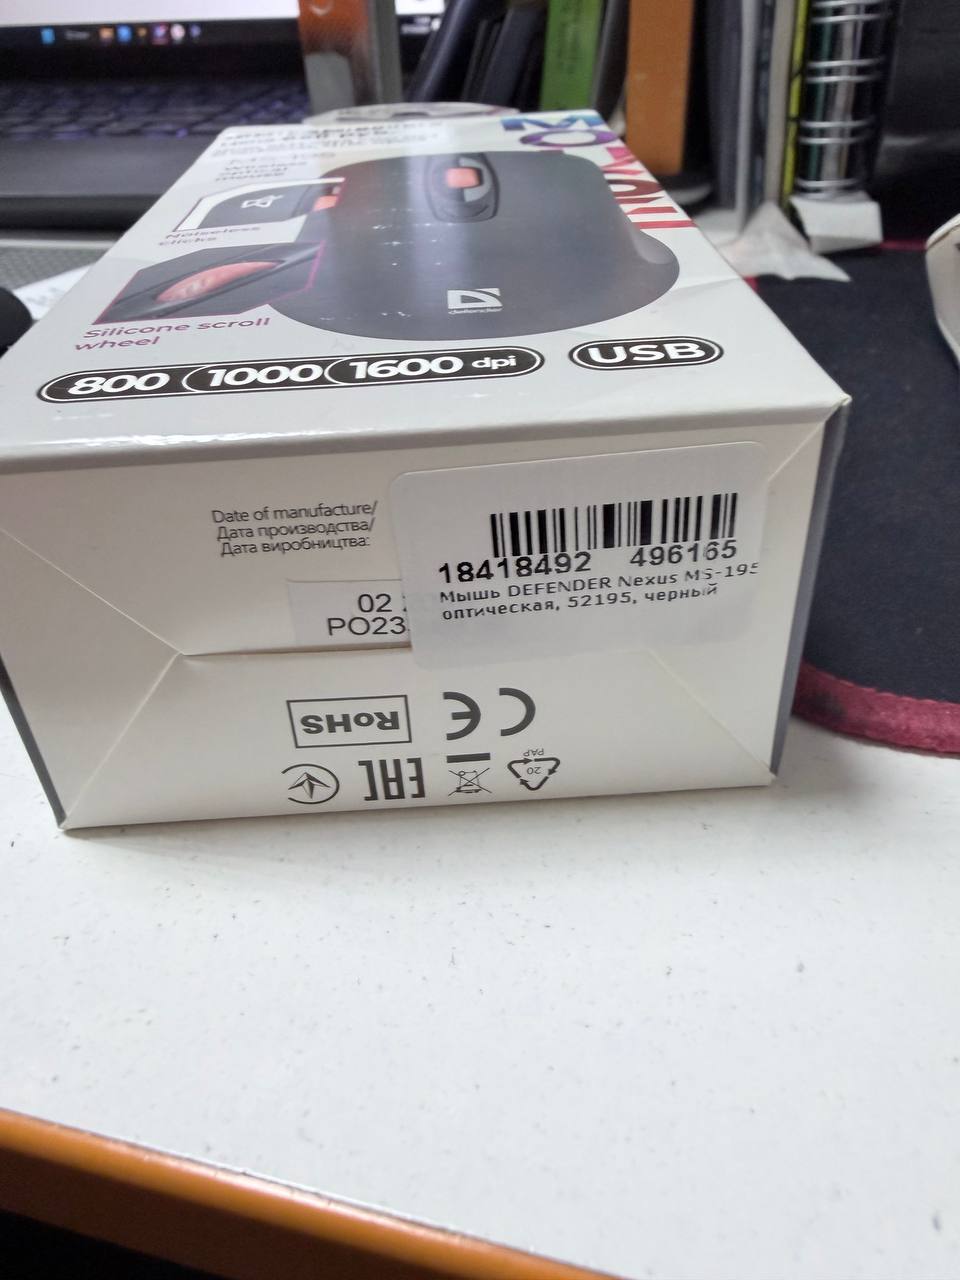 Noiseless
clicks
Silicone scroll
wheel
defender
800 1000 1600 dpi
USB
Date of manufacture/
Дата производства/
Дата виробництва:
02
PO23
18418492 496165
Мышь DEFENDER Nexus MS-195
оптическая, 52195, черный
RoHS
CE
EAC
20
PAP